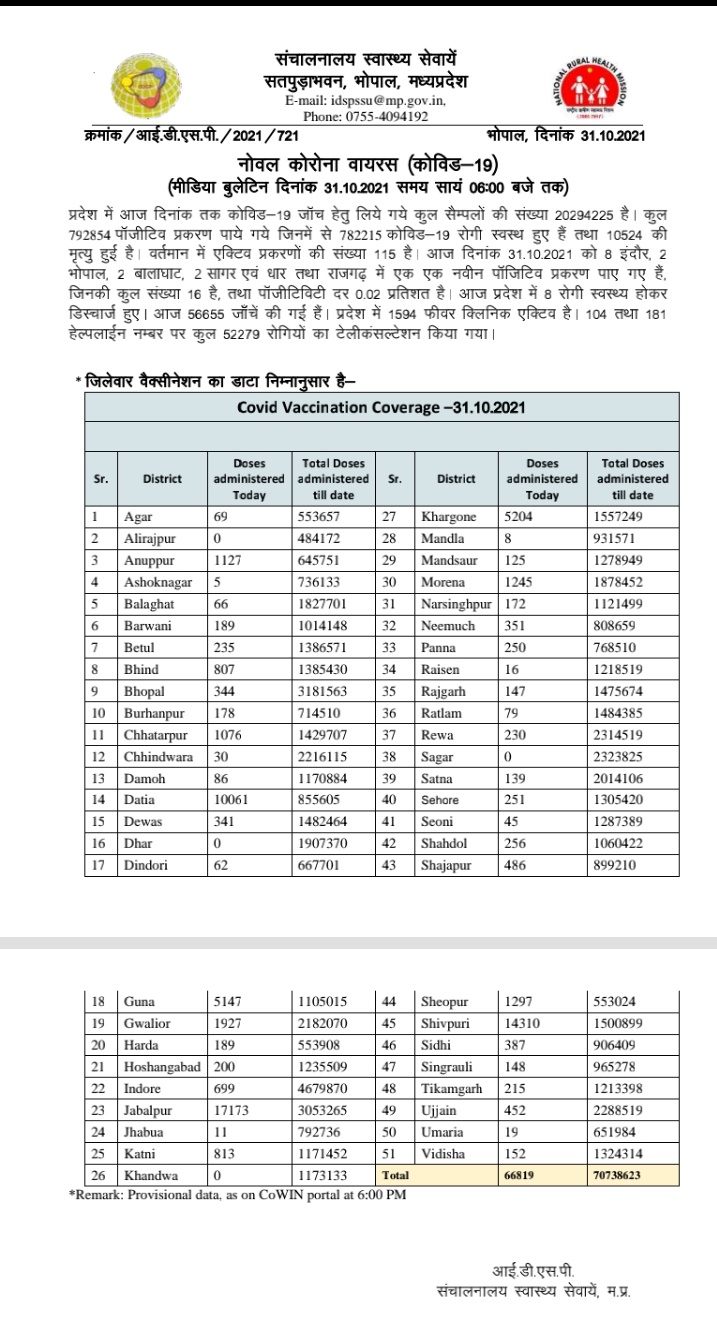 संचालनालय स्वास्थ्य सेवायें
सतपुड़ाभवन, भोपाल, मध्यप्रदेश
E-mail: idspssu@mp.gov.in,
Phone: 0755-4094192
NATIONAL RURAL HEALTH MISSION
क्रमांक/आई.डी.एस.पी./2021/721 भोपाल, दिनांक 31.10.2021
नोवल कोरोना वायरस (कोविड–19)
(मीडिया बुलेटिन दिनांक 31.10.2021 समय सायं 06:00 बजे तक)
प्रदेश में आज दिनांक तक कोविड–19 जॉच हेतु लिये गये कुल सैम्पलों की संख्या 20294225 है। कुल
792854 पॉजीटिव प्रकरण पाये गये जिनमें से 782215 कोविड–19 रोगी स्वस्थ हुए हैं तथा 10524 की
मृत्यु हुई है। वर्तमान में एक्टिव प्रकरणों की संख्या 115 है। आज दिनांक 31.10.2021 को 8 इंदौर, 2
भोपाल, 2 बालाघाट, 2 सागर एवं धार तथा राजगढ़ में एक एक नवीन पॉजिटिव प्रकरण पाए गए हैं,
जिनकी कुल संख्या 16 है, तथा पॉजीटिविटी दर 0.02 प्रतिशत है। आज प्रदेश में 8 रोगी स्वस्थ्य होकर
डिस्चार्ज हुए। आज 56655 जॉंचें की गई हैं। प्रदेश में 1594 फीवर क्लिनिक एक्टिव है। 104 तथा 181
हेल्पलाईन नम्बर पर कुल 52279 रोगियों का टेलीकंसल्टेशन किया गया।
* जिलेवार वैक्सीनेशन का डाटा निम्नानुसार है–
Covid Vaccination Coverage –31.10.2021
Sr. District Doses administered Today Total Doses administered till date Sr. District Doses administered Today Total Doses administered till date
1 Agar 69 553657 27 Khargone 5204 1557249
2 Alirajpur 0 484172 28 Mandla 8 931571
3 Anuppur 1127 645751 29 Mandsaur 125 1278949
4 Ashoknagar 5 736133 30 Morena 1245 1878452
5 Balaghat 66 1827701 31 Narsinghpur 172 1121499
6 Barwani 189 1014148 32 Neemuch 351 808659
7 Betul 235 1386571 33 Panna 250 768510
8 Bhind 807 1385430 34 Raisen 16 1218519
9 Bhopal 344 3181563 35 Rajgarh 147 1475674
10 Burhanpur 178 714510 36 Ratlam 79 1484385
11 Chhatarpur 1076 1429707 37 Rewa 230 2314519
12 Chhindwara 30 2216115 38 Sagar 0 2323825
13 Damoh 86 1170884 39 Satna 139 2014106
14 Datia 10061 855605 40 Sehore 251 1305420
15 Dewas 341 1482464 41 Seoni 45 1287389
16 Dhar 0 1907370 42 Shahdol 256 1060422
17 Dindori 62 667701 43 Shajapur 486 899210
18 Guna 5147 1105015 44 Sheopur 1297 553024
19 Gwalior 1927 2182070 45 Shivpuri 14310 1500899
20 Harda 189 553908 46 Sidhi 387 906409
21 Hoshangabad 200 1235509 47 Singrauli 148 965278
22 Indore 699 4679870 48 Tikamgarh 215 1213398
23 Jabalpur 17173 3053265 49 Ujjain 452 2288519
24 Jhabua 11 792736 50 Umaria 19 651984
25 Katni 813 1171452 51 Vidisha 152 1324314
26 Khandwa 0 1173133 Total 66819 70738623
*Remark: Provisional data, as on CoWIN portal at 6:00 PM
आई.डी.एस.पी.
संचालनालय स्वास्थ्य सेवायें, म.प्र.